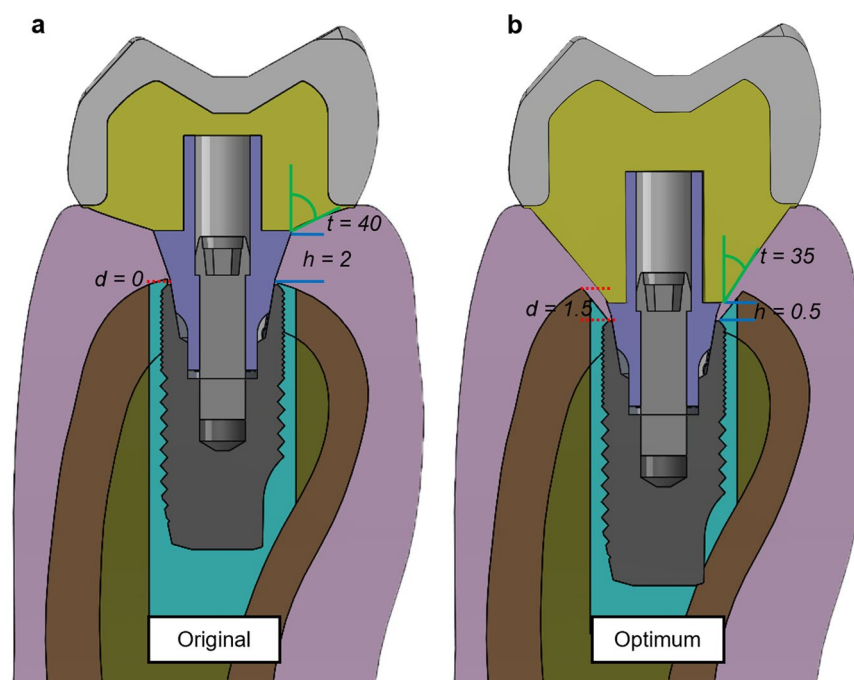 a
t = 40
h = 2
d = 0
Original
b
t = 35
d = 1.5
h = 0.5
Optimum